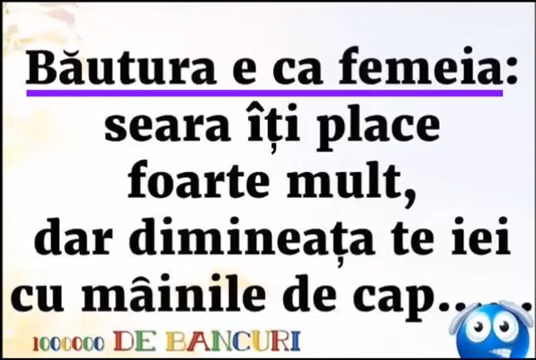 Băutura e ca femeia:
seara îți place
foarte mult,
dar dimineața te iei
cu mâinile de cap......
1000000 DE BANCURI